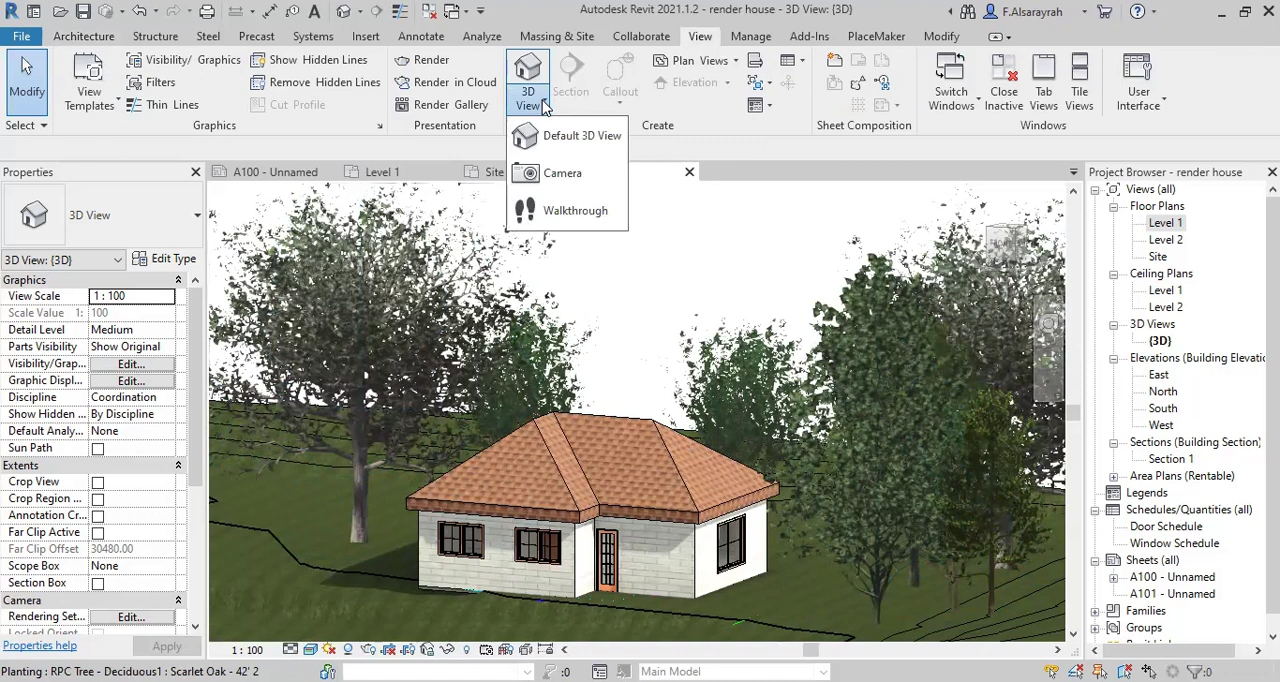 Autodesk Revit 2021.1.2 - render house - 3D View: {3D}
F.Alsarayrah
File Architecture Structure Steel Precast Systems Insert Annotate Analyze Massing & Site Collaborate View Manage Add-Ins PlaceMaker Modify
Modify
Select
View Templates
Visibility/ Graphics
Filters
Thin Lines
Show Hidden Lines
Remove Hidden Lines
Cut Profile
Graphics
Render
Render in Cloud
Render Gallery
Presentation
3D View
Section
Callout
Plan Views
Elevation
Create
Sheet Composition
Switch Windows
Close Inactive
Tab Views
Tile Views
Windows
User Interface
Default 3D View
Camera
Walkthrough
A100 - Unnamed
Level 1
Site
Properties
3D View
3D View: {3D}
Edit Type
Graphics
View Scale 1 : 100
Scale Value 1: 100
Detail Level Medium
Parts Visibility Show Original
Visibility/Grap... Edit...
Graphic Displ... Edit...
Discipline Coordination
Show Hidden ... By Discipline
Default Analy... None
Sun Path
Extents
Crop View
Crop Region ...
Annotation Cr...
Far Clip Active
Far Clip Offset 30480.00
Scope Box None
Section Box
Camera
Rendering Set... Edit...
Locked Orient
Properties help
Apply
Project Browser - render house
Views (all)
Floor Plans
Level 1
Level 2
Site
Ceiling Plans
Level 1
Level 2
3D Views
{3D}
Elevations (Building Elevatio
East
North
South
West
Sections (Building Section)
Section 1
Area Plans (Rentable)
Legends
Schedules/Quantities (all)
Door Schedule
Window Schedule
Sheets (all)
A100 - Unnamed
A101 - Unnamed
Families
Groups
1 : 100
Planting : RPC Tree - Deciduous1 : Scarlet Oak - 42' 2
:0
Main Model
:0